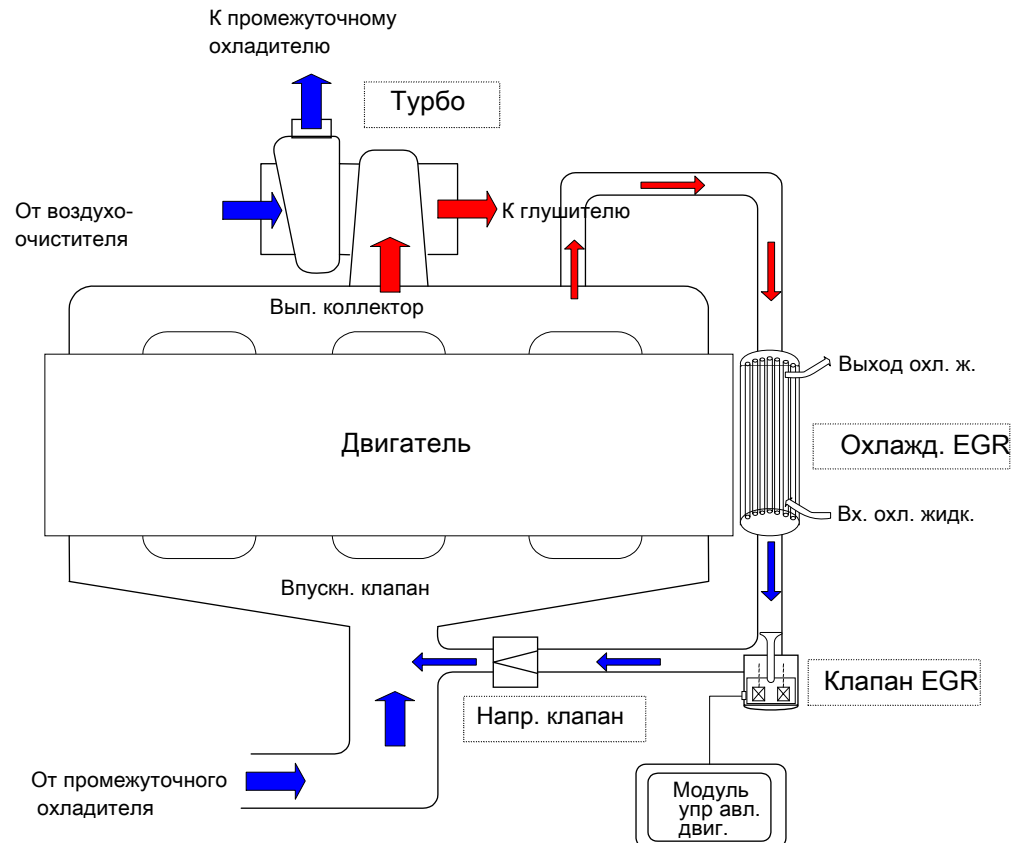 К промежуточному
охладителю
Турбо
От воздухо-
очистителя
К глушителю
Вып. коллектор
Выход охл. ж.
Двигатель
Охлажд. EGR
Вх. охл. жидк.
Впускн. клапан
Клапан EGR
Напр. клапан
От промежуточного
охладителя
Модуль
упр авл.
двиг.